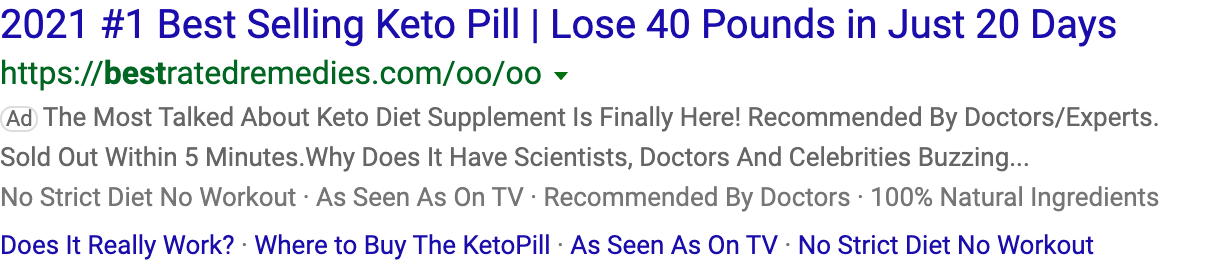 2021 #1 Best Selling Keto Pill | Lose 40 Pounds in Just 20 Days
https://bestratedremedies.com/oo/oo
Ad The Most Talked About Keto Diet Supplement Is Finally Here! Recommended By Doctors/Experts.
Sold Out Within 5 Minutes.Why Does It Have Scientists, Doctors And Celebrities Buzzing...
No Strict Diet No Workout · As Seen As On TV · Recommended By Doctors · 100% Natural Ingredients
Does It Really Work? · Where to Buy The KetoPill · As Seen As On TV · No Strict Diet No Workout